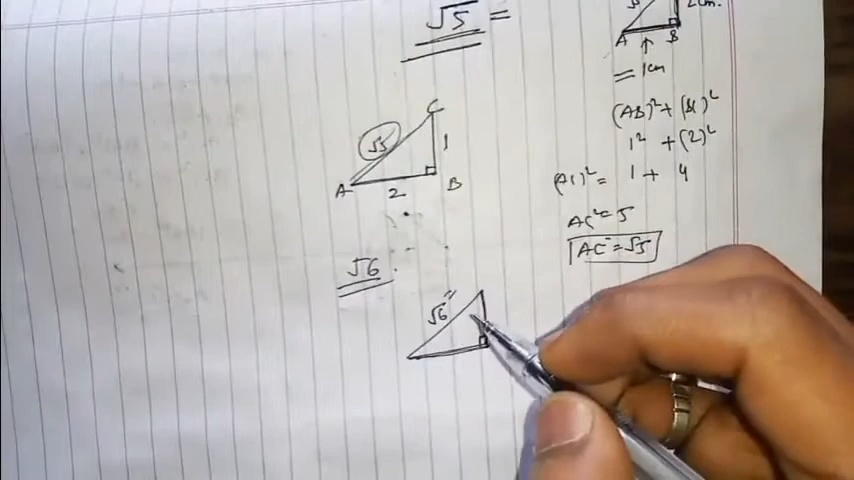 √5 =
2cm.
A B
= 1cm
(AB)² + (BC)²
1² + (2)²
(AC)² = 1 + 4
AC² = 5
AC = √5
C
√5
1
A
2
B
√6
√6